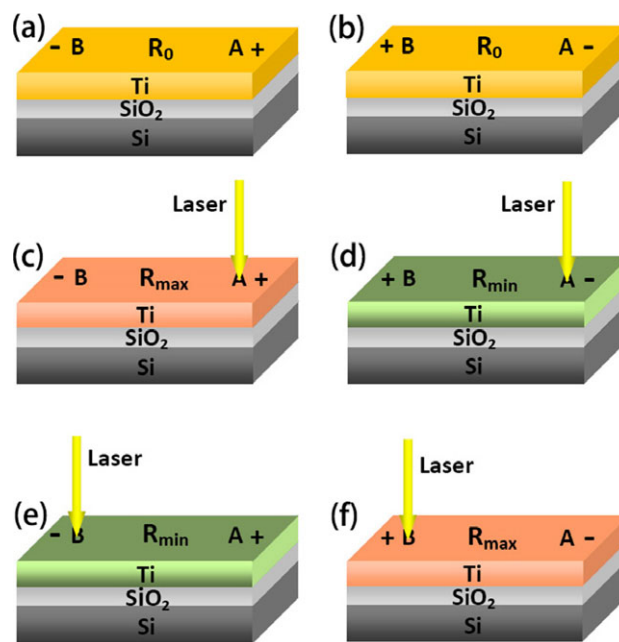 (a)
- B R₀ A +
Ti
SiO₂
Si
(b)
+ B R₀ A -
Ti
SiO₂
Si
(c)
Laser
- B Rmax A +
Ti
SiO₂
Si
(d)
Laser
+ B Rmin A -
Ti
SiO₂
Si
(e)
Laser
- B Rmin A +
Ti
SiO₂
Si
(f)
Laser
+ B Rmax A -
Ti
SiO₂
Si